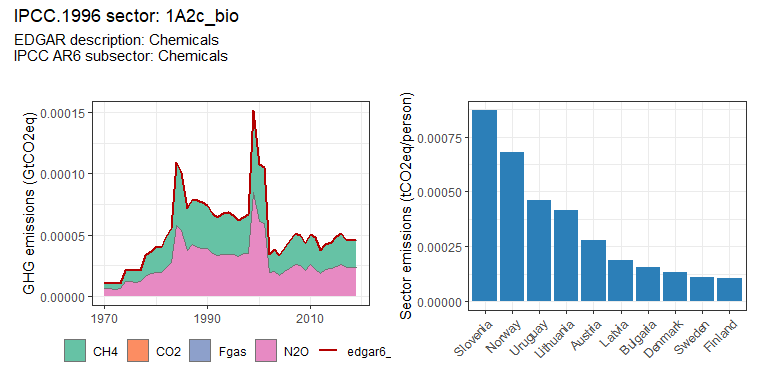 IPCC.1996 sector: 1A2c_bio
EDGAR description: Chemicals
IPCC AR6 subsector: Chemicals
GHG emissions (GtCO2eq)
0.00015
0.00010
0.00005
0.00000
1970
1990
2010
CH4
CO2
Fgas
N2O
edgar6_
Sector emissions (tCO2eq/person)
0.00075
0.00050
0.00025
0.00000
Slovenia
Norway
Uruguay
Lithuania
Austria
Latvia
Bulgaria
Denmark
Sweden
Finland